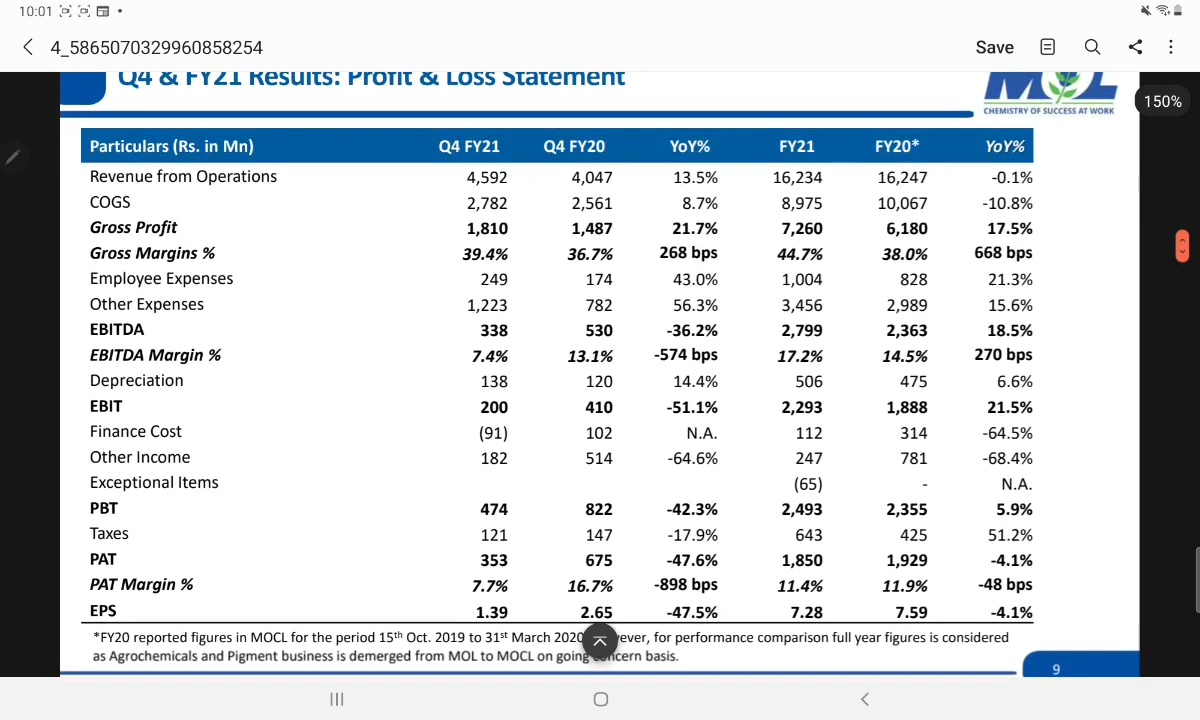 10:01
4_5865070329960858254 Save
Q4 & FY21 Results: Profit & Loss Statement
MOL
CHEMISTRY OF SUCCESS AT WORK
150%
Particulars (Rs. in Mn) Q4 FY21 Q4 FY20 YoY% FY21 FY20* YoY%
Revenue from Operations 4,592 4,047 13.5% 16,234 16,247 -0.1%
COGS 2,782 2,561 8.7% 8,975 10,067 -10.8%
Gross Profit 1,810 1,487 21.7% 7,260 6,180 17.5%
Gross Margins % 39.4% 36.7% 268 bps 44.7% 38.0% 668 bps
Employee Expenses 249 174 43.0% 1,004 828 21.3%
Other Expenses 1,223 782 56.3% 3,456 2,989 15.6%
EBITDA 338 530 -36.2% 2,799 2,363 18.5%
EBITDA Margin % 7.4% 13.1% -574 bps 17.2% 14.5% 270 bps
Depreciation 138 120 14.4% 506 475 6.6%
EBIT 200 410 -51.1% 2,293 1,888 21.5%
Finance Cost (91) 102 N.A. 112 314 -64.5%
Other Income 182 514 -64.6% 247 781 -68.4%
Exceptional Items (65) - N.A.
PBT 474 822 -42.3% 2,493 2,355 5.9%
Taxes 121 147 -17.9% 643 425 51.2%
PAT 353 675 -47.6% 1,850 1,929 -4.1%
PAT Margin % 7.7% 16.7% -898 bps 11.4% 11.9% -48 bps
EPS 1.39 2.65 -47.5% 7.28 7.59 -4.1%
*FY20 reported figures in MOCL for the period 15th Oct. 2019 to 31st March 2020 for performance comparison full year figures is considered
as Agrochemicals and Pigment business is demerged from MOL to MOCL on going basis.
9